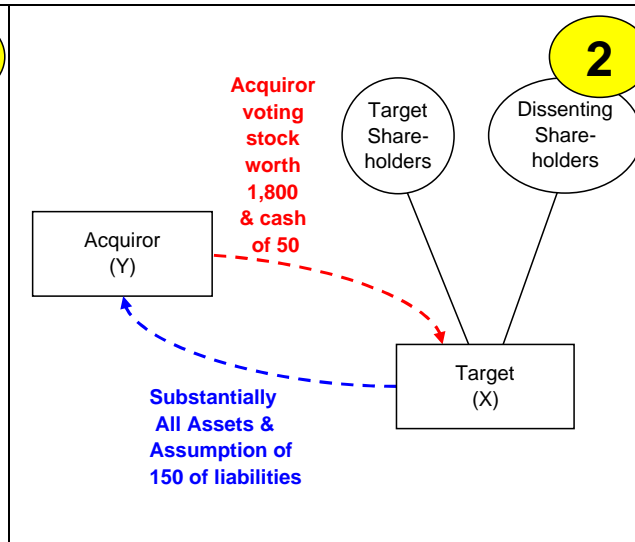 2
Acquiror
voting
stock
worth
1,800
& cash
of 50
Target
Share-
holders
Dissenting
Share-
holders
Acquiror
(Y)
Target
(X)
Substantially
All Assets &
Assumption of
150 of liabilities